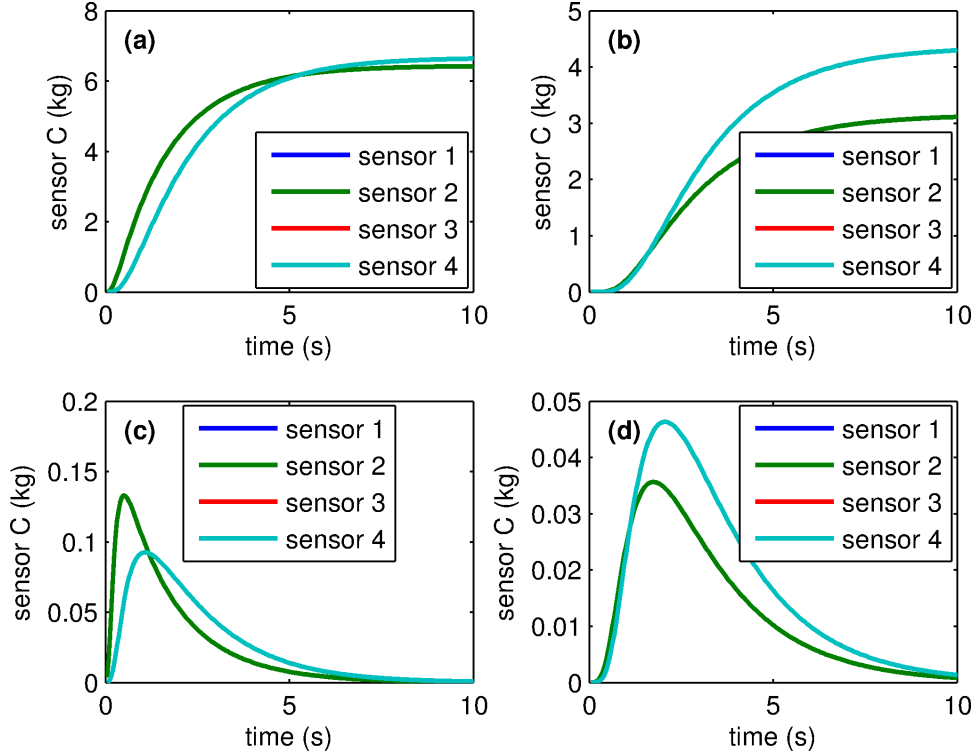 (a)
sensor C (kg)
8
6
4
2
0
sensor 1
sensor 2
sensor 3
sensor 4
0
5
10
time (s)
(b)
sensor C (kg)
5
4
3
2
1
0
sensor 1
sensor 2
sensor 3
sensor 4
0
5
10
time (s)
(c)
sensor C (kg)
0.2
0.15
0.1
0.05
0
sensor 1
sensor 2
sensor 3
sensor 4
0
5
10
time (s)
(d)
sensor C (kg)
0.05
0.04
0.03
0.02
0.01
0
sensor 1
sensor 2
sensor 3
sensor 4
0
5
10
time (s)